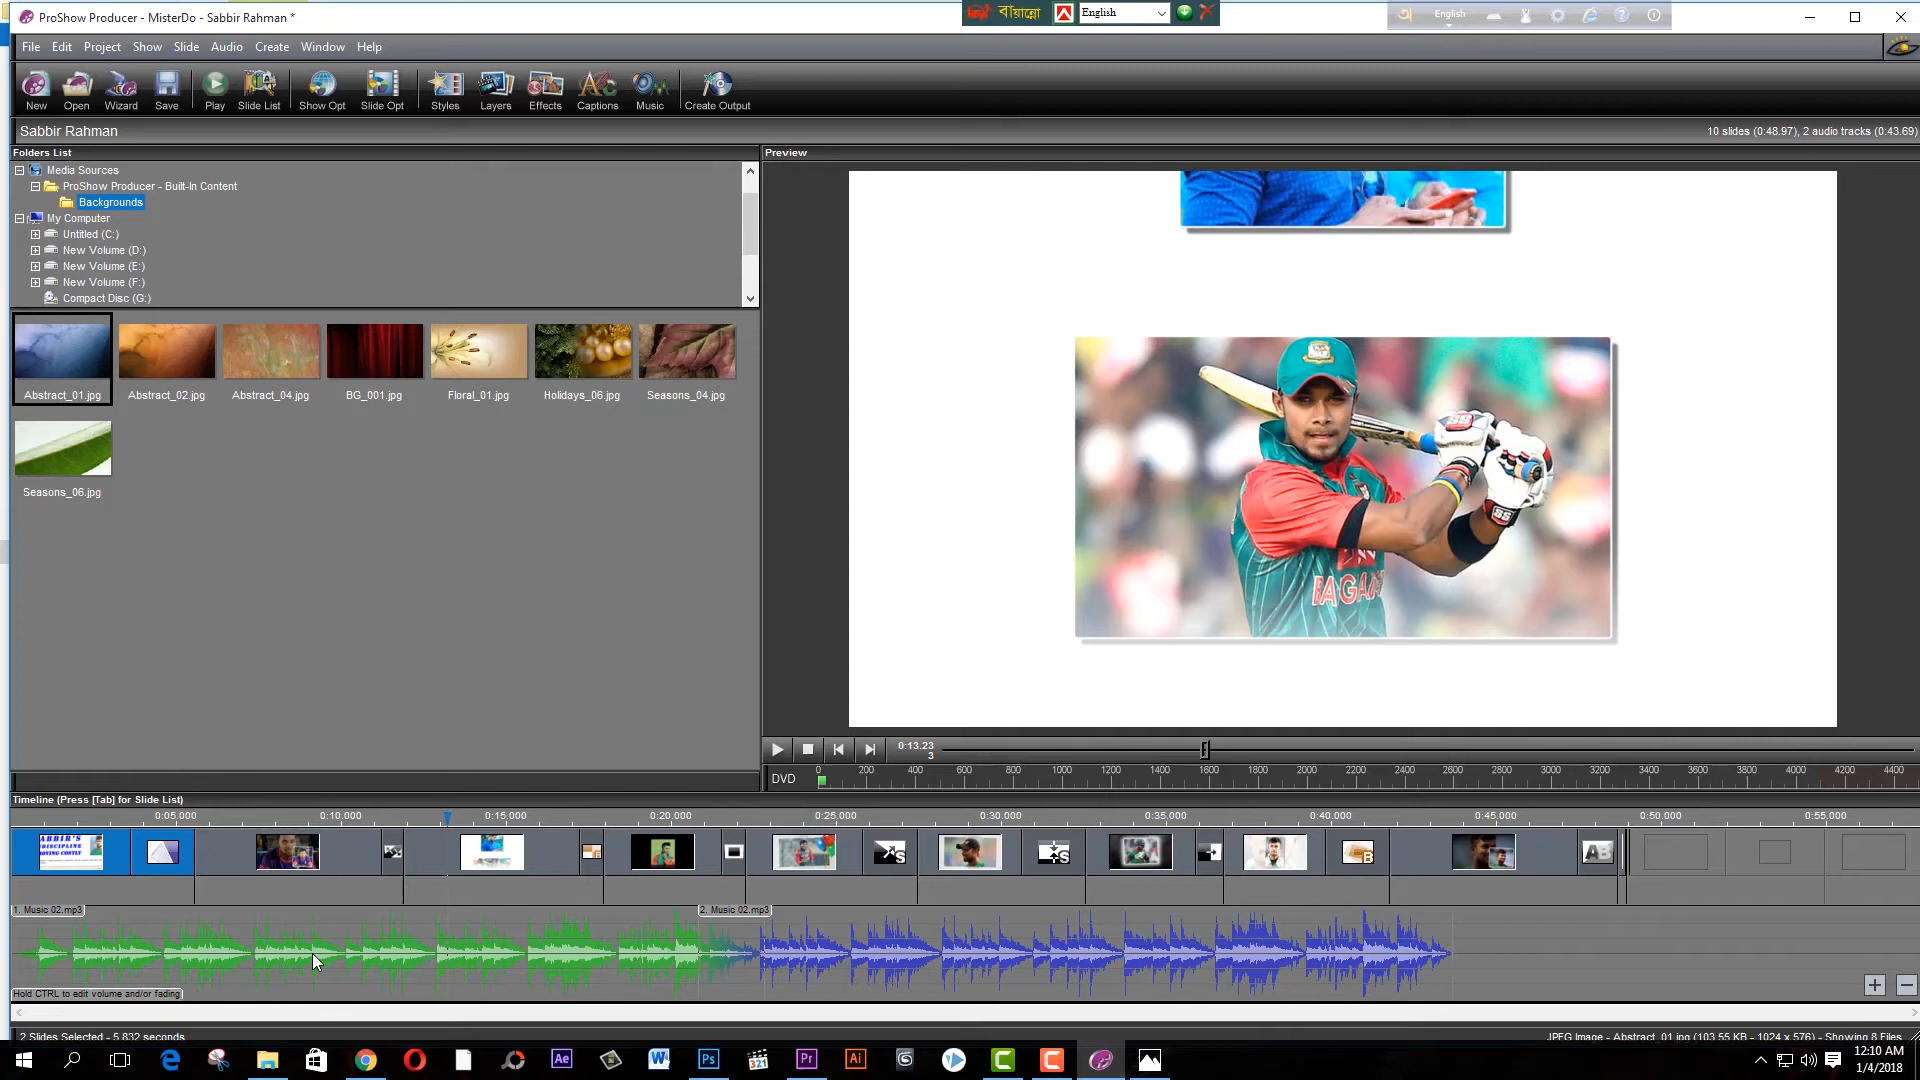 ProShow Producer - MisterDo - Sabbir Rahman *
বায়ান্নো
English
English
File Edit Project Show Slide Audio Create Window Help
New Open Wizard Save Play Slide List Show Opt Slide Opt Styles Layers Effects Captions Music Create Output
Sabbir Rahman
10 slides (0:48.97), 2 audio tracks (0:43.69)
Folders List
Preview
Media Sources
ProShow Producer - Built-In Content
Backgrounds
My Computer
Untitled (C:)
New Volume (D:)
New Volume (E:)
New Volume (F:)
Compact Disc (G:)
Abstract_01.jpg Abstract_02.jpg Abstract_04.jpg BG_001.jpg Floral_01.jpg Holidays_06.jpg Seasons_04.jpg
Seasons_06.jpg
SS
SS
0:13.23
3
DVD
0 200 400 600 800 1000 1200 1400 1600 1800 2000 2200 2400 2600 2800 3000 3200 3400 3600 3800 4000 4200 4400
Timeline (Press [Tab] for Slide List)
0:05.000 0:10.000 0:15.000 0:20.000 0:25.000 0:30.000 0:35.000 0:40.000 0:45.000 0:50.000 0:55.000
S
S
B
AB
1. Music 02.mp3
2. Music 02.mp3
Hold CTRL to edit volume and/or fading
2 Slides Selected - 5.832 seconds
JPEG Image - Abstract_01.jpg (103.55 KB - 1024 x 576) - Showing 8 Files
Ae
W
Ps
321
Pr
Ai
12:10 AM
1/4/2018